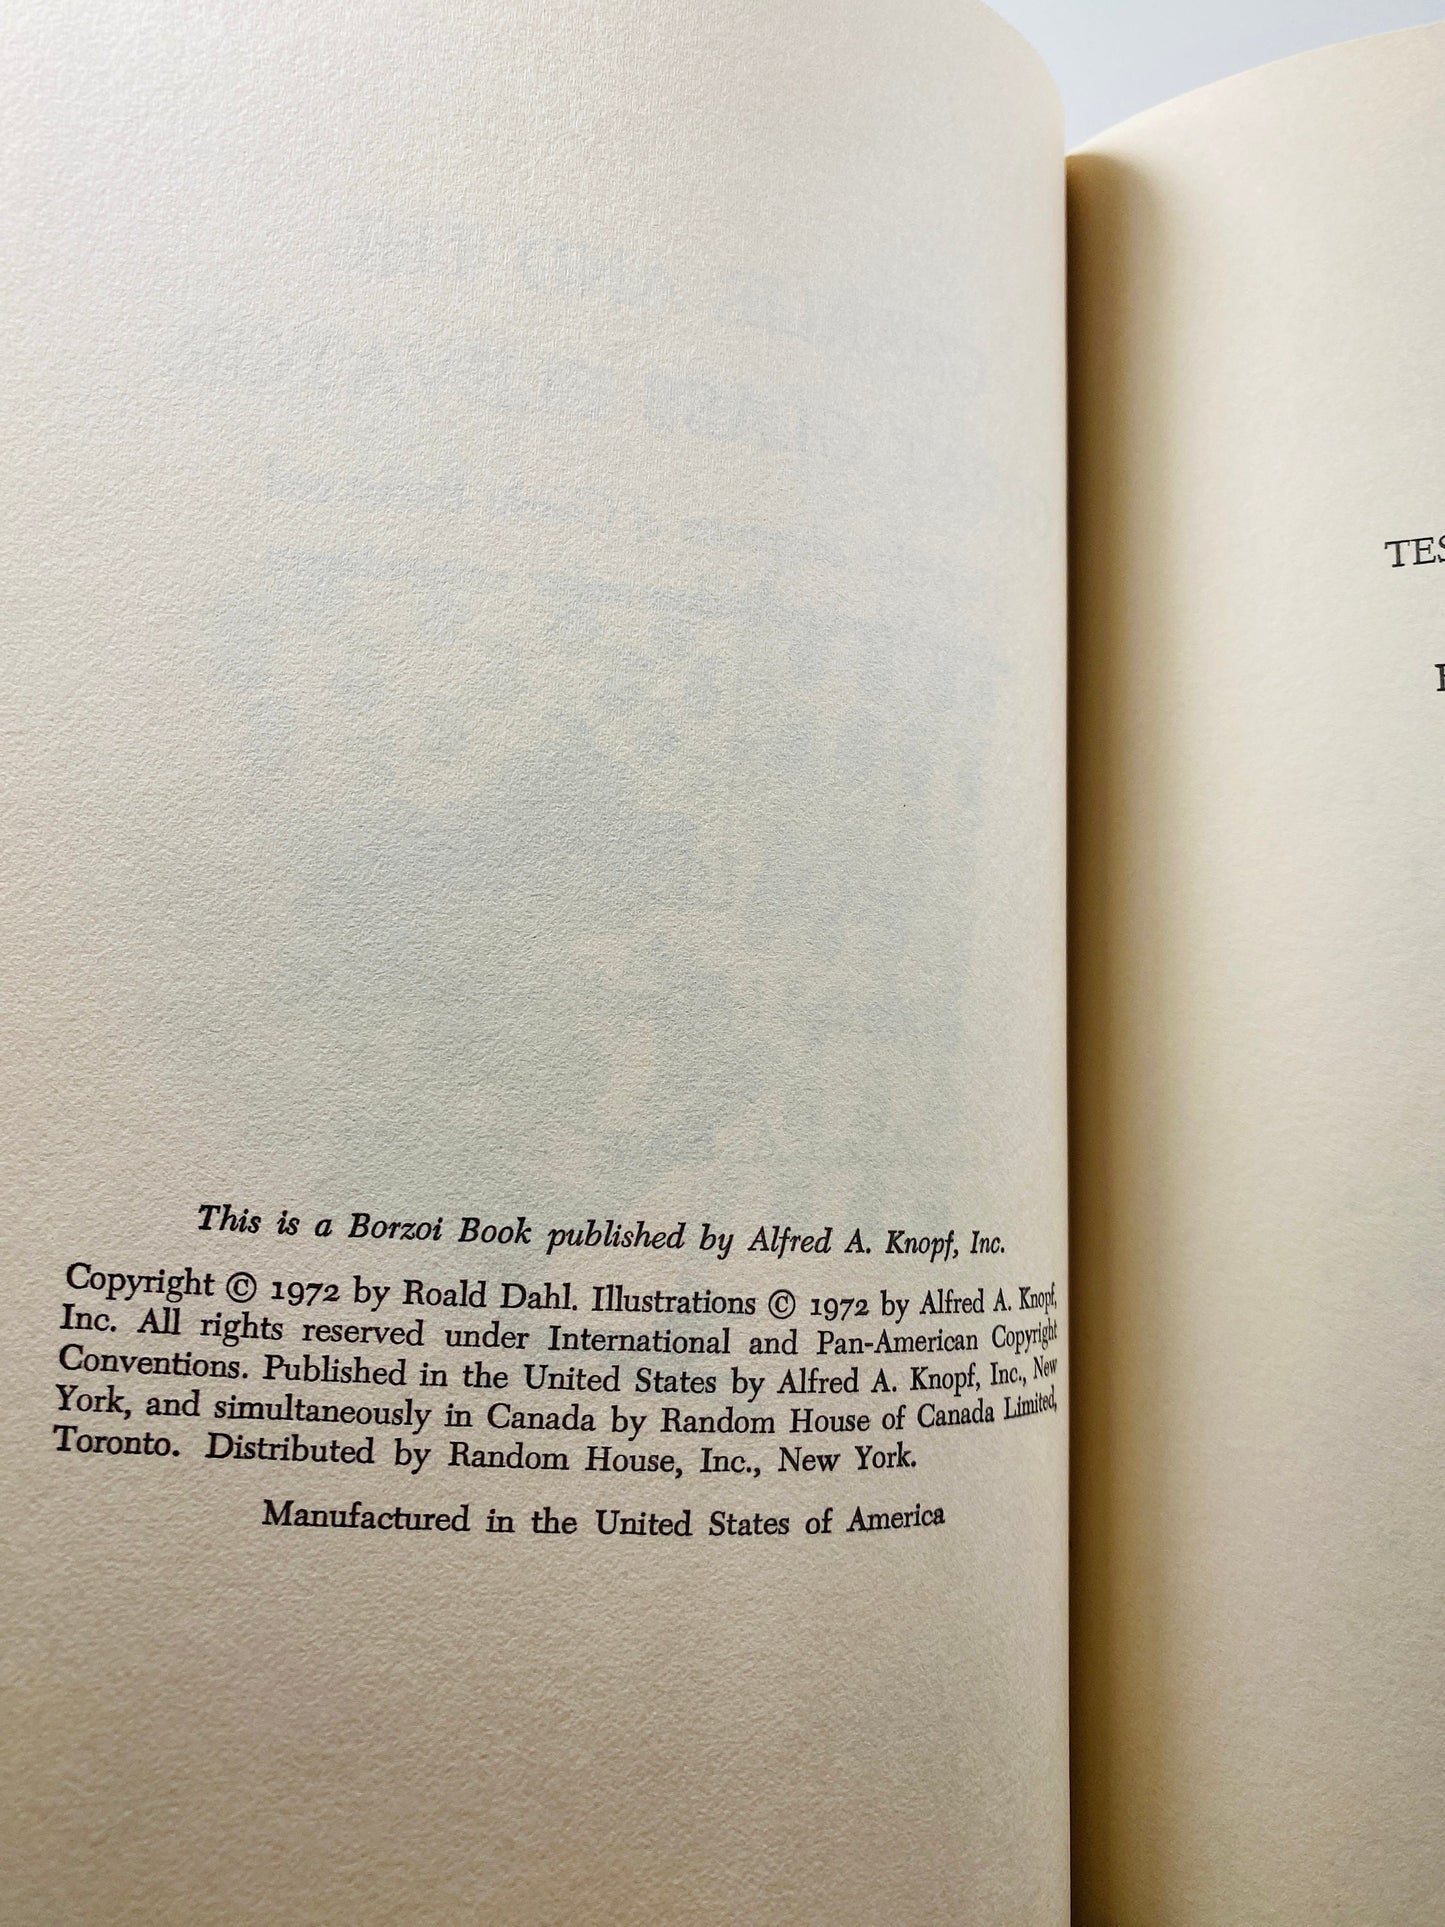 This is a Borzoi Book published by Alfred A. Knopf, Inc.
Copyright © 1972 by Roald Dahl. Illustrations © 1972 by Alfred A. Knopf,
Inc. All rights reserved under International and Pan-American Copyright
Conventions. Published in the United States by Alfred A. Knopf, Inc., New
York, and simultaneously in Canada by Random House of Canada Limited,
Toronto. Distributed by Random House, Inc., New York.
Manufactured in the United States of America
TES